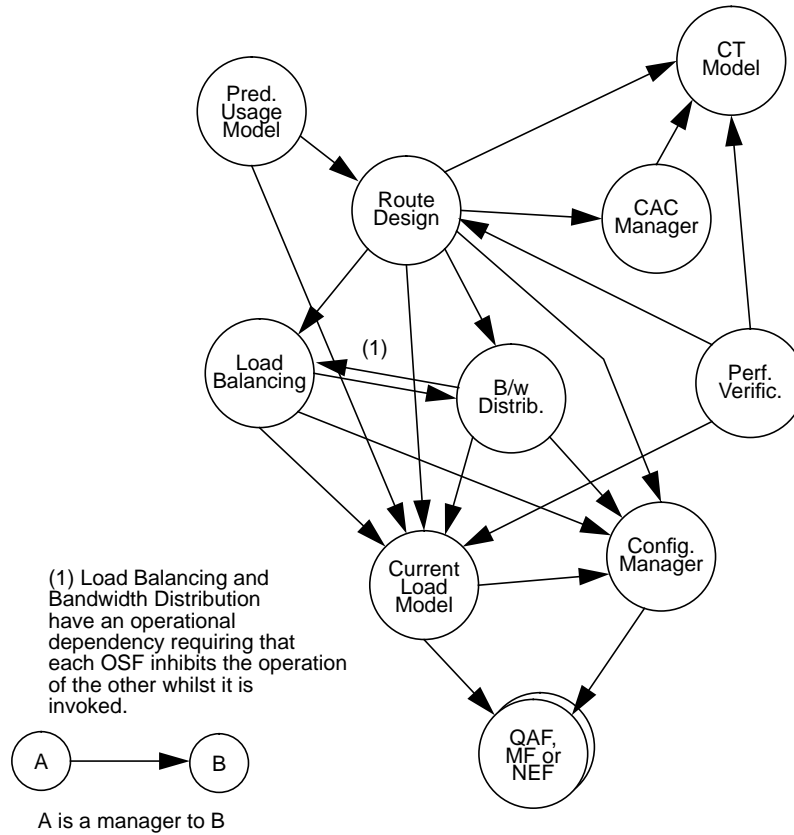 CT
Model
Pred.
Usage
Model
Route
Design
CAC
Manager
(1)
Load
Balancing
B/w
Distrib.
Perf.
Verific.
Current
Load
Model
Config.
Manager
(1) Load Balancing and
Bandwidth Distribution
have an operational
dependency requiring that
each OSF inhibits the operation
of the other whilst it is
invoked.
QAF,
MF or
NEF
A
B
A is a manager to B